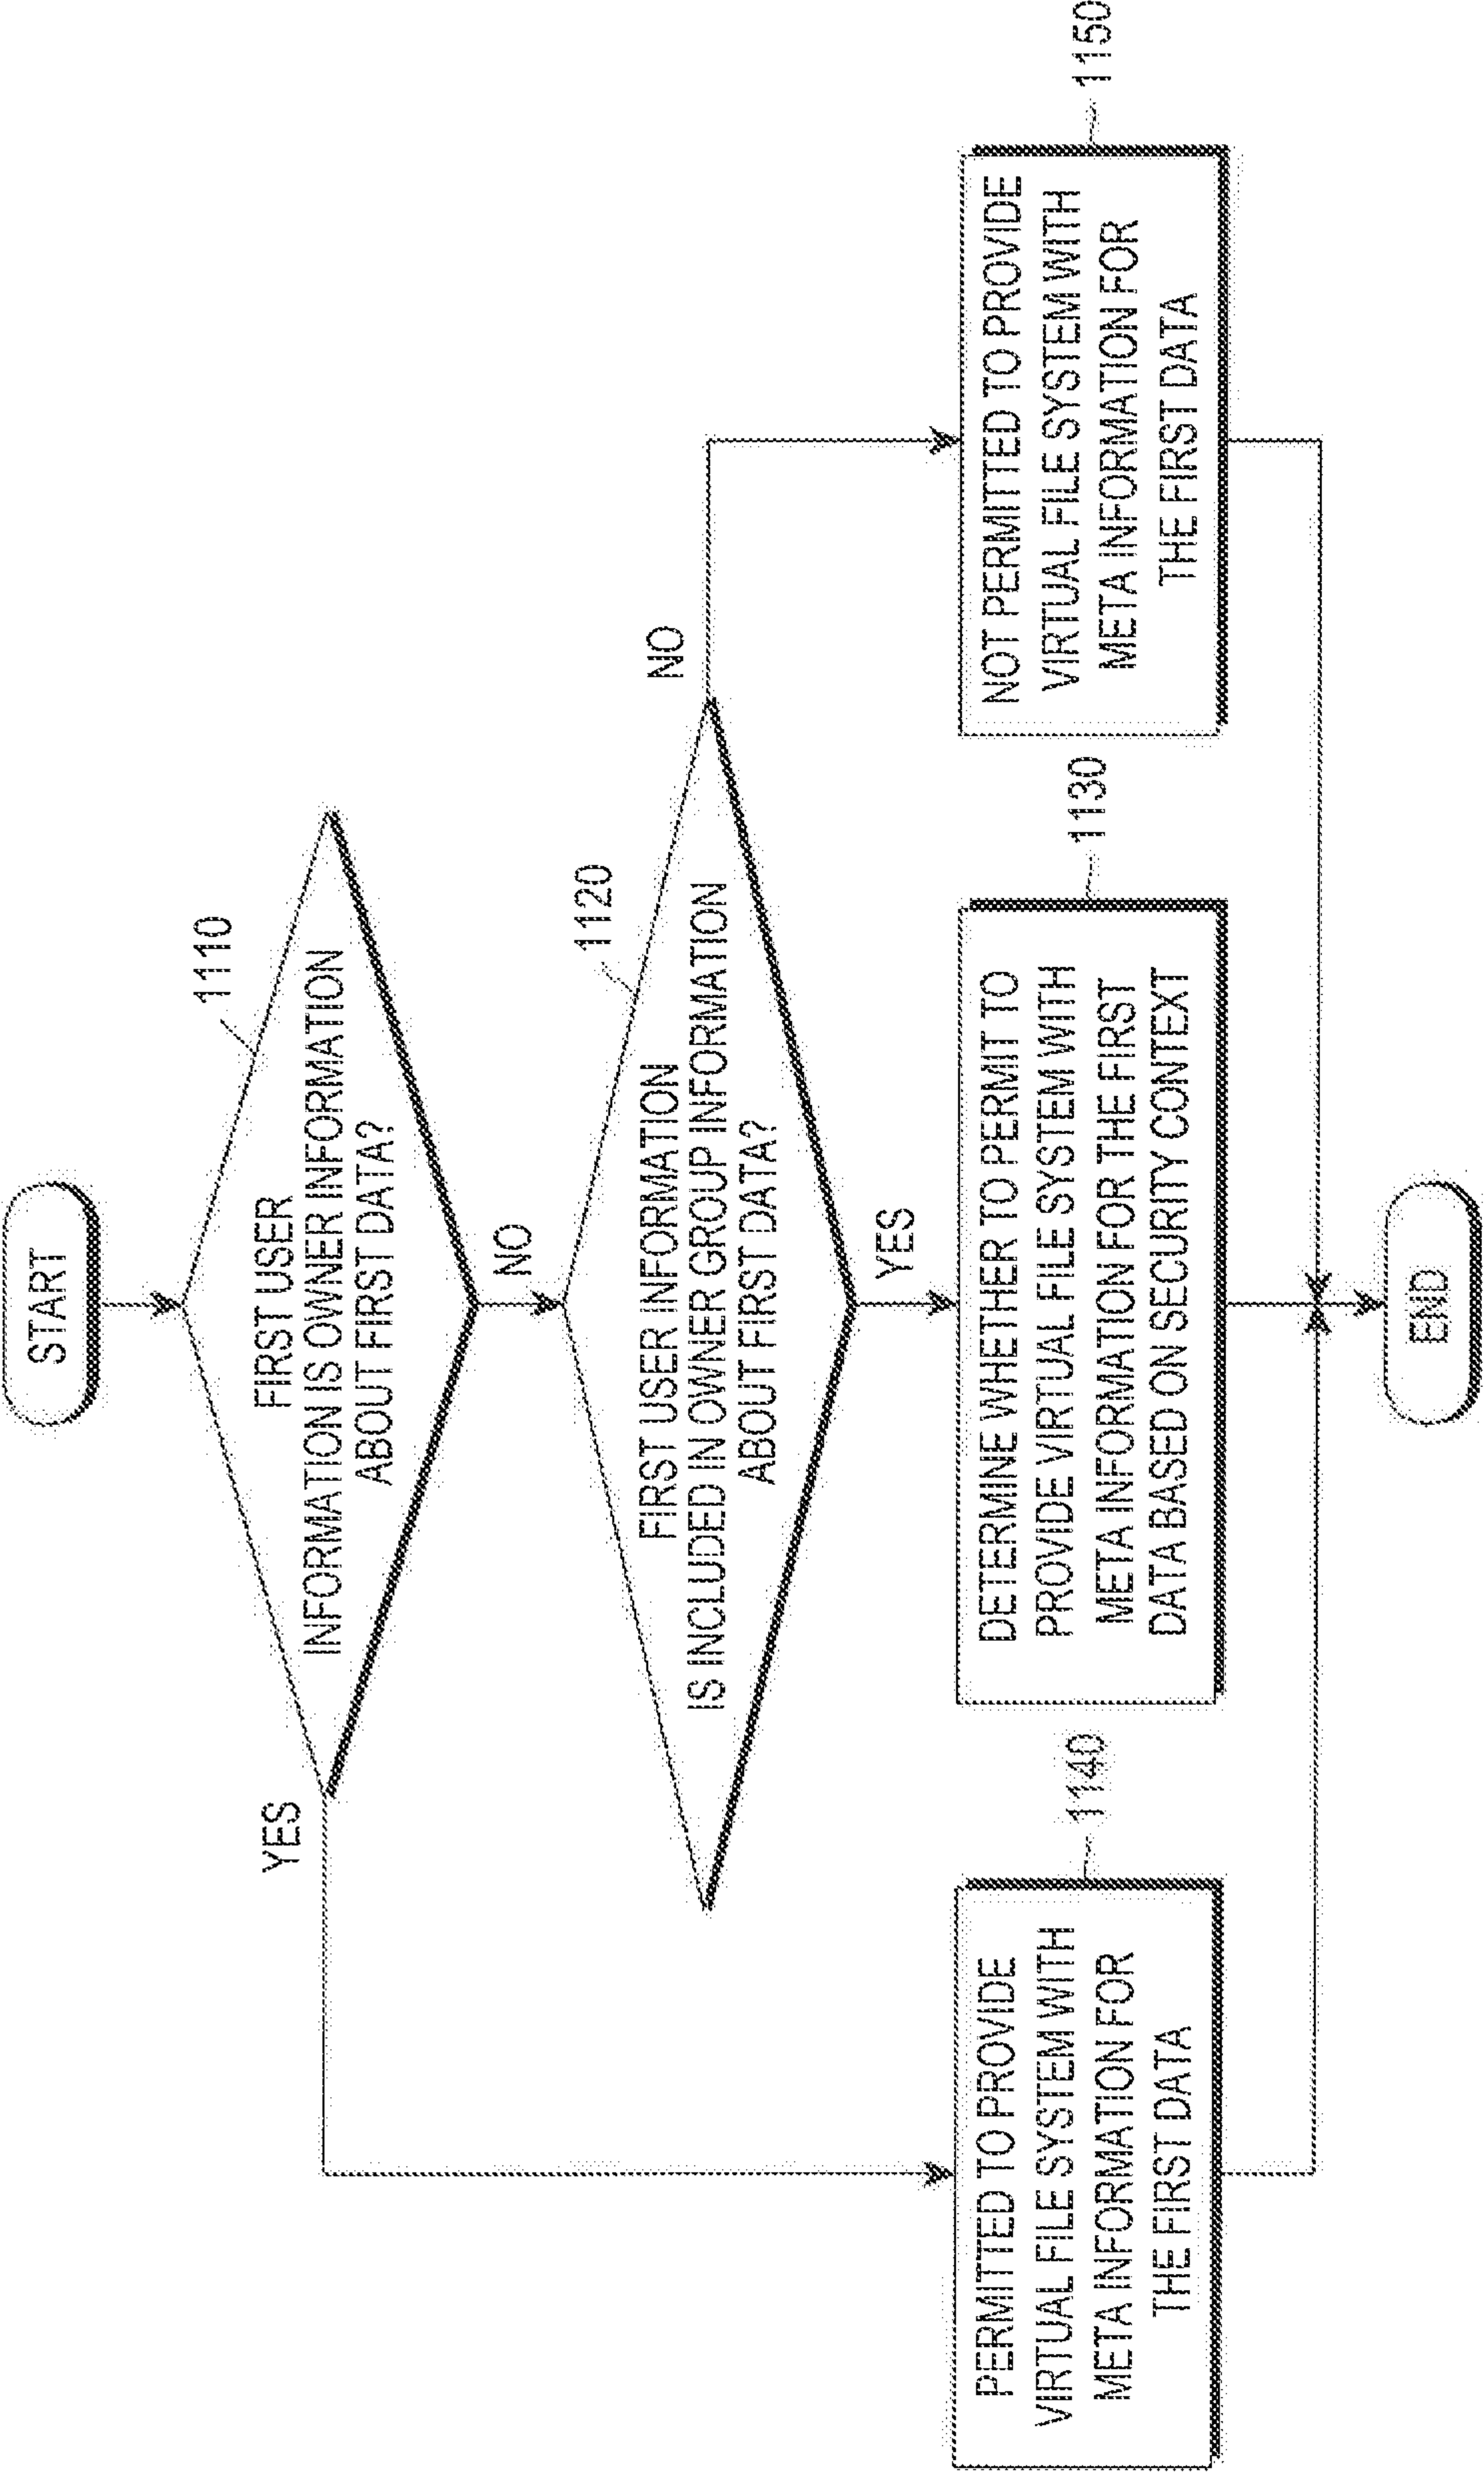 START
1110
FIRST USER
INFORMATION IS OWNER INFORMATION
ABOUT FIRST DATA?
YES
NO
1120
FIRST USER INFORMATION
IS INCLUDED IN OWNER GROUP INFORMATION
ABOUT FIRST DATA?
NO
YES
1140
PERMITTED TO PROVIDE
VIRTUAL FILE SYSTEM WITH
META INFORMATION FOR
THE FIRST DATA
1130
DETERMINE WHETHER TO PERMIT TO
PROVIDE VIRTUAL FILE SYSTEM WITH
META INFORMATION FOR THE FIRST
DATA BASED ON SECURITY CONTEXT
1150
NOT PERMITTED TO PROVIDE
VIRTUAL FILE SYSTEM WITH
META INFORMATION FOR
THE FIRST DATA
END